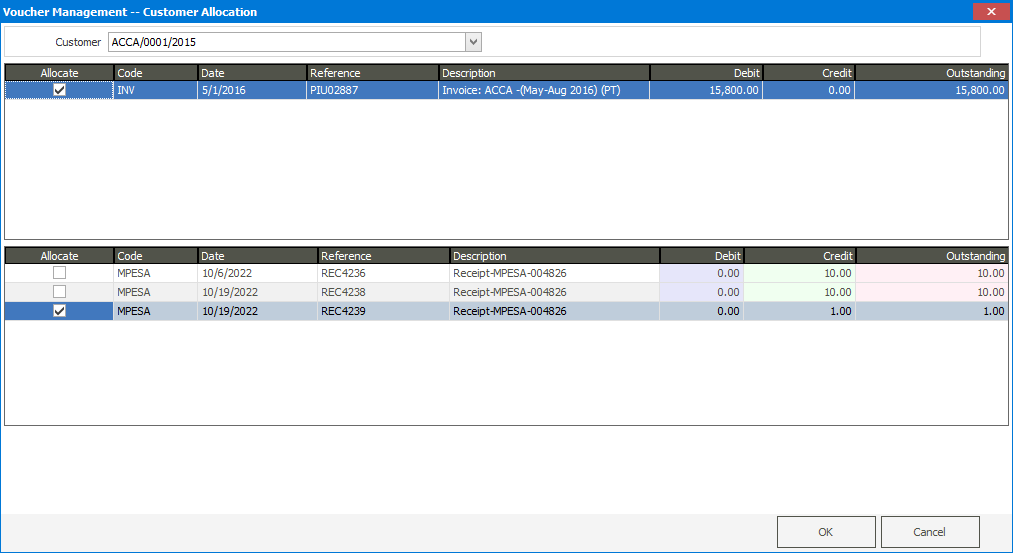 Voucher Management -- Customer Allocation
Customer ACCA/0001/2015
Allocate Code Date Reference Description Debit Credit Outstanding
INV 5/1/2016 PIU02887 Invoice: ACCA -(May-Aug 2016) (PT) 15,800.00 0.00 15,800.00
Allocate Code Date Reference Description Debit Credit Outstanding
MPESA 10/6/2022 REC4236 Receipt-MPESA-004826 0.00 10.00 10.00
MPESA 10/19/2022 REC4238 Receipt-MPESA-004826 0.00 10.00 10.00
MPESA 10/19/2022 REC4239 Receipt-MPESA-004826 0.00 1.00 1.00
OK Cancel